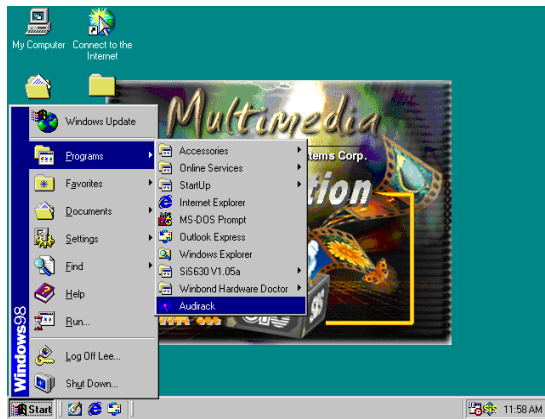 My Computer
Connect to the
Internet
Multimedia
tems Corp.
tion
Windows Update
Programs
Favorites
Documents
Settings
Find
Help
Run...
Log Off Lee...
Shut Down...
Windows98
Accessories
Online Services
StartUp
Internet Explorer
MS-DOS Prompt
Outlook Express
Windows Explorer
SiS630 V1.05a
Winbond Hardware Doctor
Audirack
SiS
Start
11:58 AM